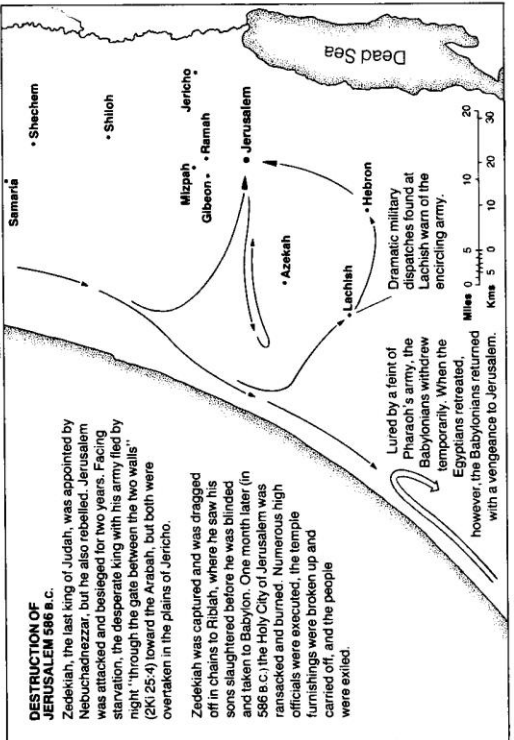 DESTRUCTION OF
JERUSALEM 586 B.C.
Zedekiah, the last king of Judah, was appointed by
Nebuchadnezzar, but he also rebelled. Jerusalem
was attacked and besieged for two years. Facing
starvation, the desperate king with his army fled by
night "through the gate between the two walls"
(2Ki 25:4) toward the Arabah, but both were
overtaken in the plains of Jericho.
Zedekiah was captured and was dragged
off in chains to Riblah, where he saw his
sons slaughtered before he was blinded
and taken to Babylon. One month later (in
586 B.C.) the Holy City of Jerusalem was
ransacked and burned. Numerous high
officials were executed, the temple
furnishings were broken up and
carried off, and the people
were exiled.
Samaria
Shechem
Shiloh
Mizpah
Jericho
Gibeon
Ramah
Jerusalem
Dead Sea
Azekah
Hebron
Lachish
Dramatic military
dispatches found at
Lachish warn of the
encircling army.
Lured by a feint of
Pharaoh's army, the
Babylonians withdrew
temporarily. When the
Egyptians retreated,
however, the Babylonians returned
with a vengeance to Jerusalem.
Miles 0 5 10 20
Kms 5 0 10 20 30